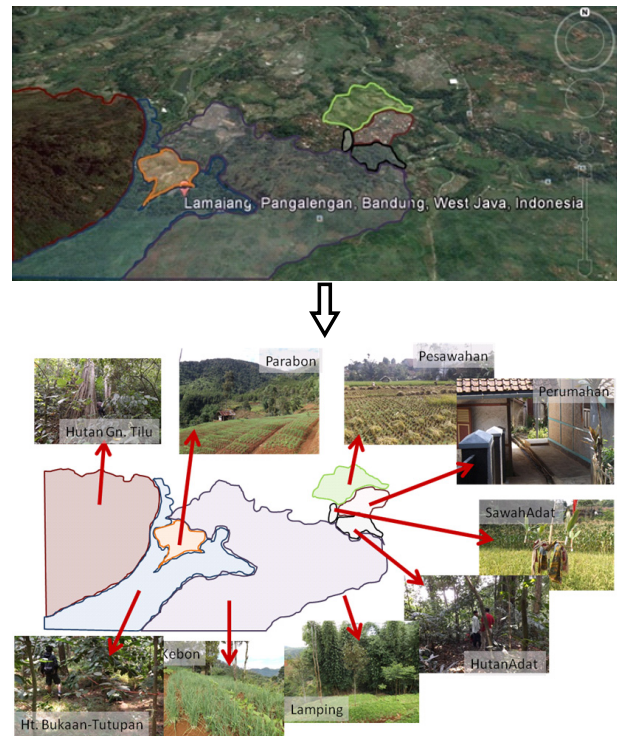 N
Lamajang, Pangalengan, Bandung, West Java, Indonesia
Parabon
Pesawahan
Hutan Gn. Tilu
Perumahan
SawahAdat
HutanAdat
Kebon
Lamping
Ht. Bukaan-Tutupan